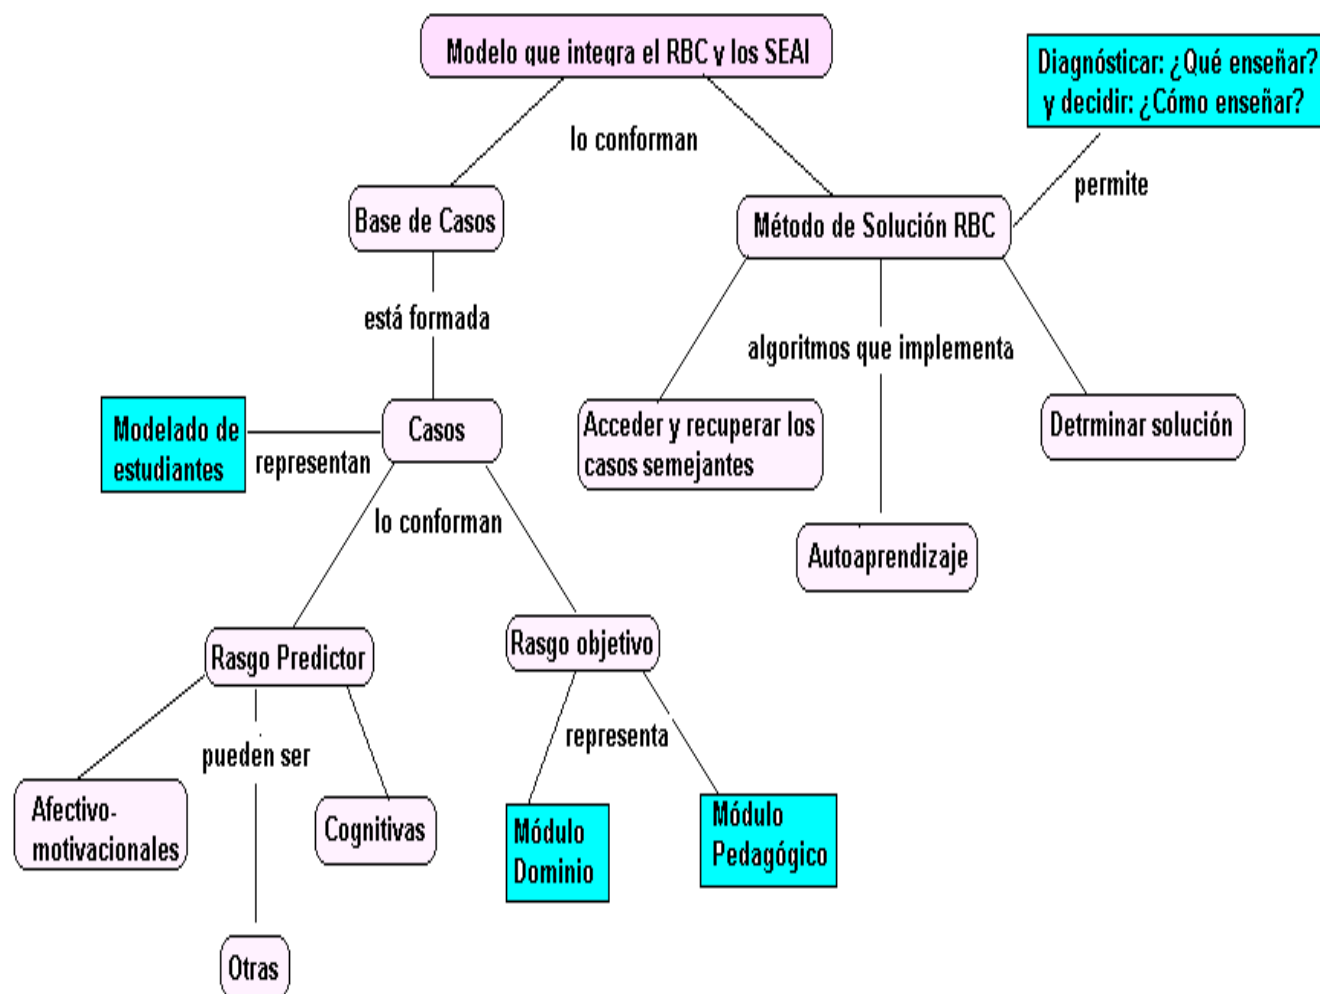 Modelo que integra el RBC y los SEAI
Diagnósticar: ¿Qué enseñar?
y decidir: ¿Cómo enseñar?
lo conforman
permite
Base de Casos
Método de Solución RBC
está formada
algoritmos que implementa
Modelado de
estudiantes
representan
Casos
Acceder y recuperar los
casos semejantes
Detrminar solución
lo conforman
Autoaprendizaje
Rasgo Predictor
Rasgo objetivo
pueden ser
representa
Afectivo-
motivacionales
Cognitivas
Módulo
Dominio
Módulo
Pedagógico
Otras